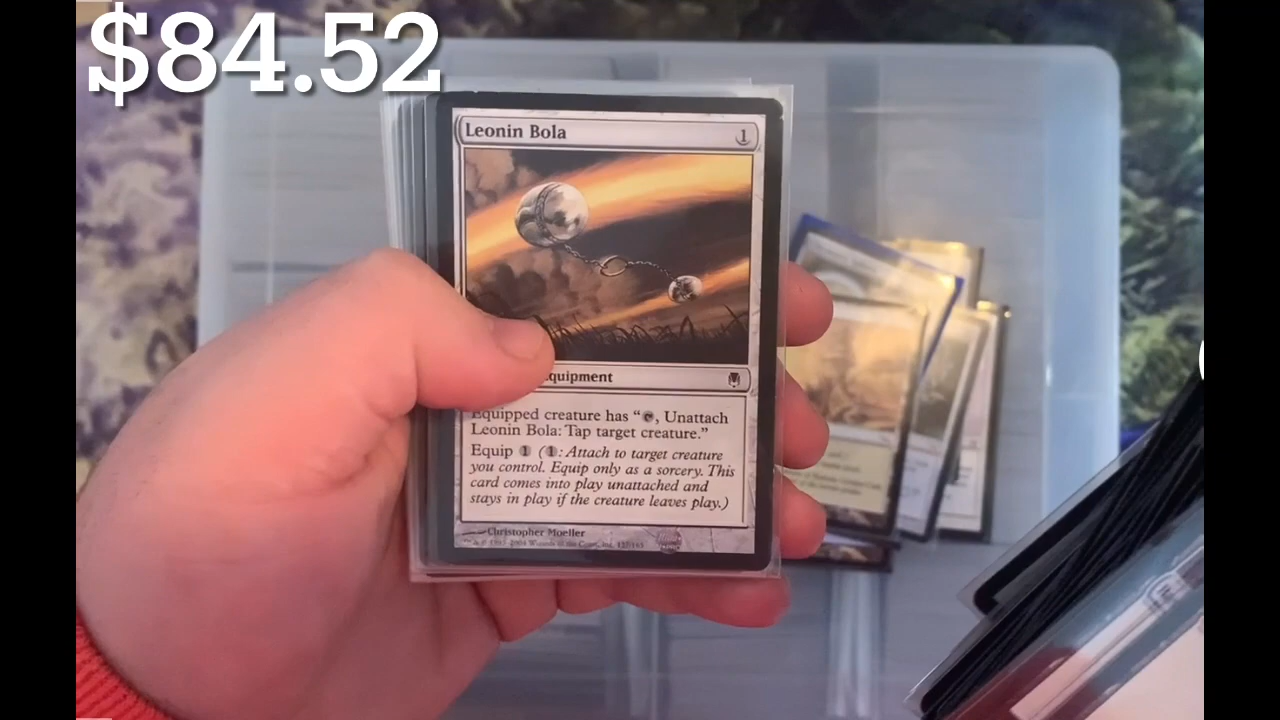 $84.52
Leonin Bola 1
Equipment
Equipped creature has “ , Unattach
Leonin Bola: Tap target creature.”
Equip 1 (1: Attach to target creature
you control. Equip only as a sorcery. This
card comes into play unattached and
stays in play if the creature leaves play.)
Christopher Moeller